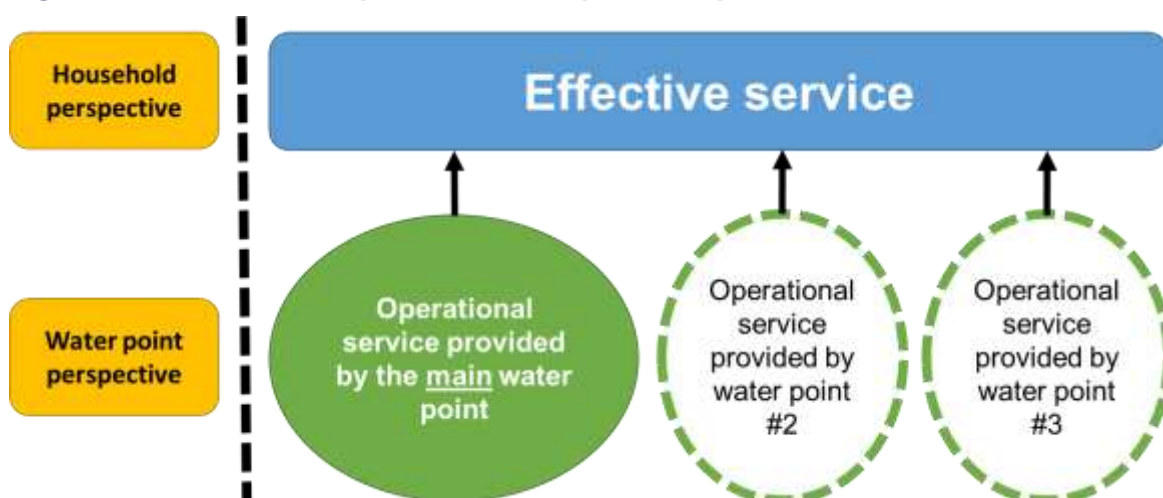 Household
perspective
Effective service
Water point
perspective
Operational
service provided
by the main water
point
Operational
service
provided by
water point
#2
Operational
service
provided by
water point
#3